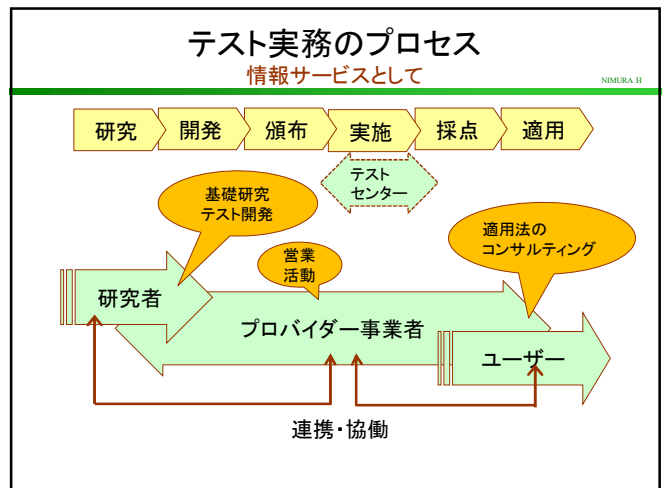 テスト実務のプロセス
情報サービスとして
NIMURA H
研究
開発
頒布
実施
採点
適用
テスト
センター
基礎研究
テスト開発
適用法の
コンサルティング
営業
活動
研究者
プロバイダー事業者
ユーザー
連携・協働